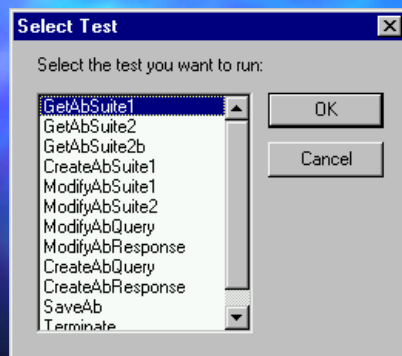 Select Test
Select the test you want to run:
GetAbSuite1
GetAbSuite2
GetAbSuite2b
CreateAbSuite1
ModifyAbSuite1
ModifyAbSuite2
ModifyAbQuery
ModifyAbResponse
CreateAbQuery
CreateAbResponse
SaveAb
Terminate
OK
Cancel